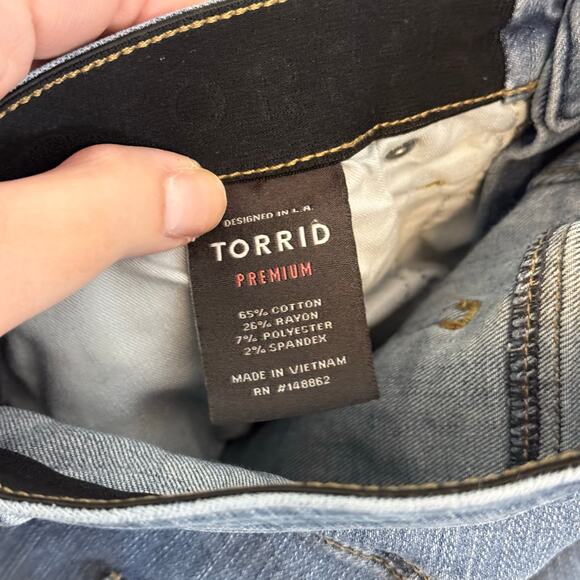 DESIGNED IN L.A.
TORRID
PREMIUM
65% COTTON
26% RAYON
7% POLYESTER
2% SPANDEX
MADE IN VIETNAM
RN #148862